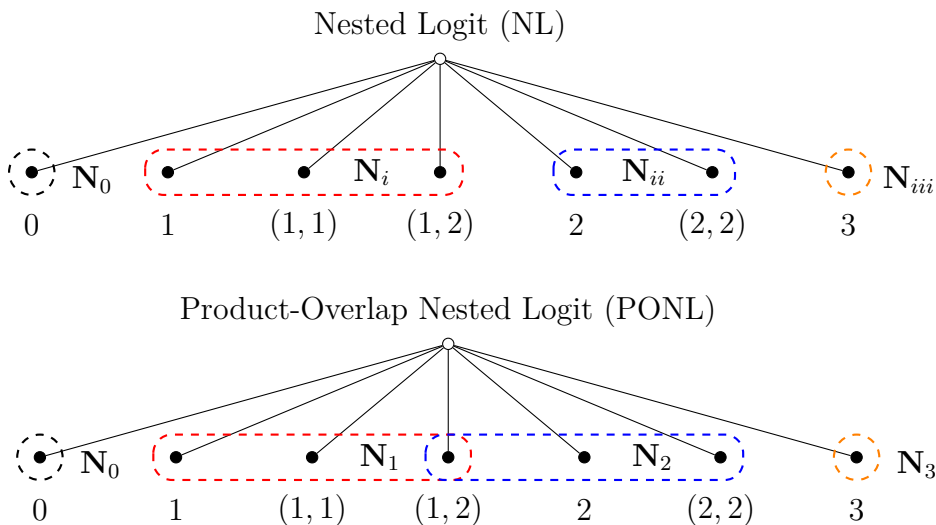 Nested Logit (NL)
N₀ Nᵢ Nᵢᵢ Nᵢᵢᵢ
0 1 (1, 1) (1, 2) 2 (2, 2) 3
Product-Overlap Nested Logit (PONL)
N₀ N₁ N₂ N₃
0 1 (1, 1) (1, 2) 2 (2, 2) 3